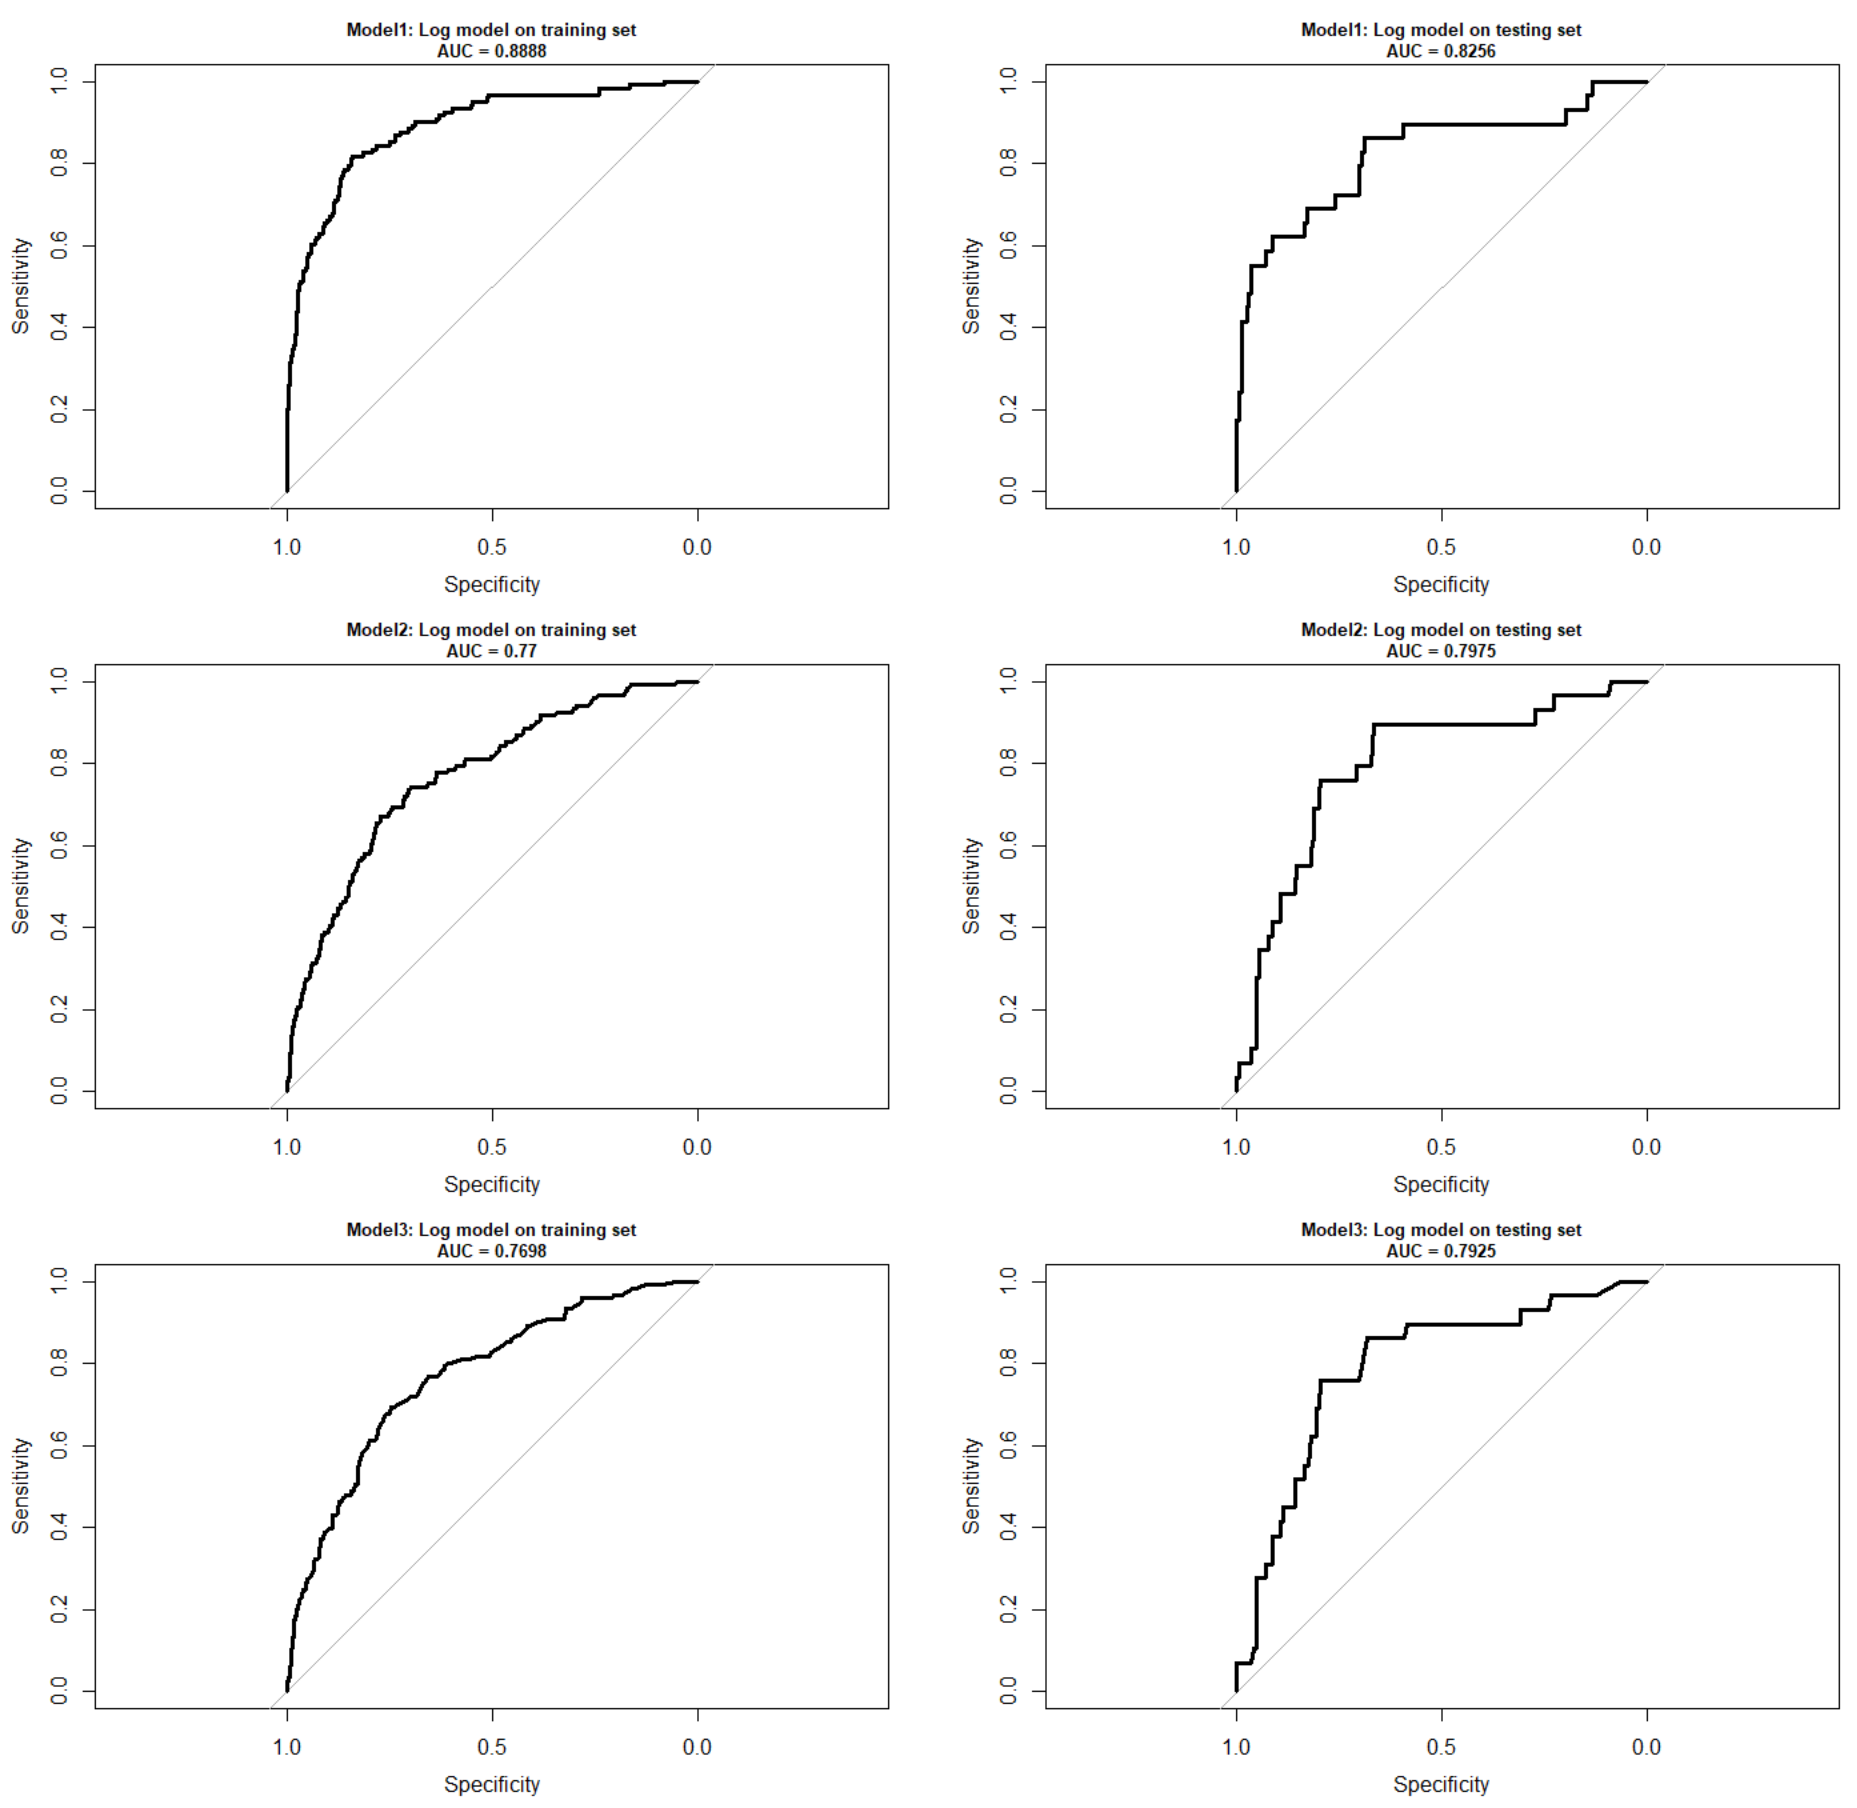 Model1: Log model on training set
AUC = 0.8888
Sensitivity
0.0 0.2 0.4 0.6 0.8 1.0
1.0 0.5 0.0
Specificity
Model1: Log model on testing set
AUC = 0.8256
Sensitivity
0.0 0.2 0.4 0.6 0.8 1.0
1.0 0.5 0.0
Specificity
Model2: Log model on training set
AUC = 0.77
Sensitivity
0.0 0.2 0.4 0.6 0.8 1.0
1.0 0.5 0.0
Specificity
Model2: Log model on testing set
AUC = 0.7975
Sensitivity
0.0 0.2 0.4 0.6 0.8 1.0
1.0 0.5 0.0
Specificity
Model3: Log model on training set
AUC = 0.7698
Sensitivity
0.0 0.2 0.4 0.6 0.8 1.0
1.0 0.5 0.0
Specificity
Model3: Log model on testing set
AUC = 0.7925
Sensitivity
0.0 0.2 0.4 0.6 0.8 1.0
1.0 0.5 0.0
Specificity